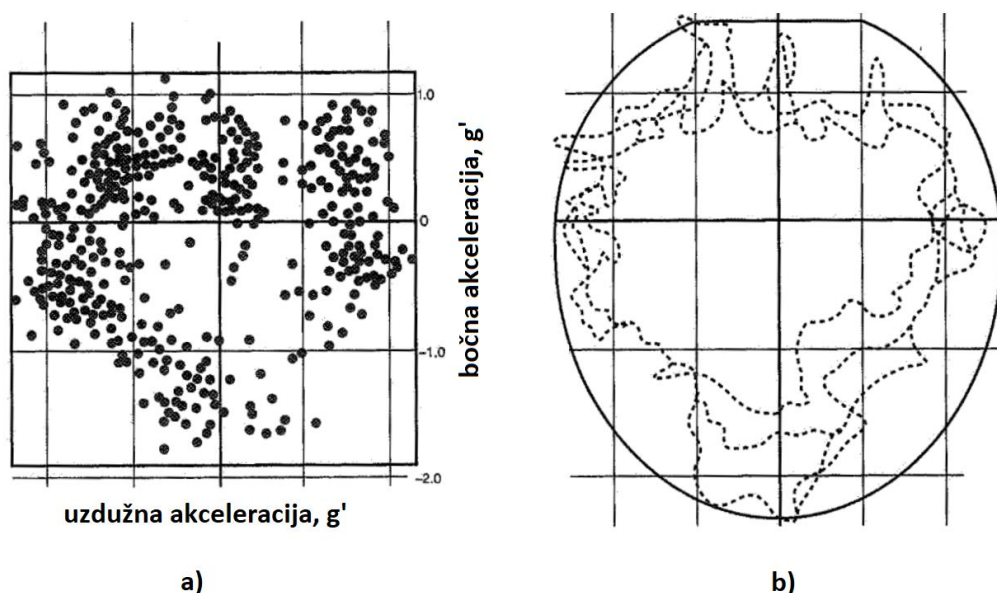 1.0
0
-1.0
-2.0
bočna akceleracija, g'
uzdužna akceleracija, g'
a)
b)